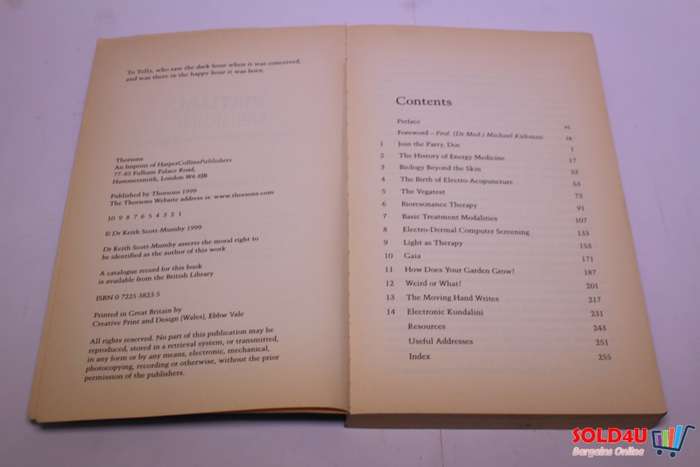 To Tuffy, who saw the dark hour when it was conceived,
and was there in the happy hour it was born.
Thorsons
An Imprint of HarperCollinsPublishers
77–85 Fulham Palace Road,
Hammersmith, London W6 8JB
Published by Thorsons 1999
The Thorsons Website address is: www.thorsons.com
10 9 8 7 6 5 4 3 2 1
© Dr Keith Scott-Mumby 1999
Dr Keith Scott-Mumby asserts the moral right to
be identified as the author of this work
A catalogue record for this book
is available from the British Library
ISBN 0 7225 3823 5
Printed in Great Britain by
Creative Print and Design (Wales), Ebbw Vale
All rights reserved. No part of this publication may be
reproduced, stored in a retrieval system, or transmitted,
in any form or by any means, electronic, mechanical,
photocopying, recording or otherwise, without the prior
permission of the publishers.
Contents
Preface
Foreword – Prof. (Dr Med.) Michael ix
1 Join the Party, Doc 1
2 The History of Energy Medicine 17
3 Biology Beyond the Skin 33
4 The Birth of Electro-Acupuncture 53
5 The Vegatest 75
6 Bioresonance Therapy 91
7 Basic Treatment Modalities 107
8 Electro-Dermal Computer Screening 133
9 Light as Therapy 153
10 Gaia 171
11 How Does Your Garden Grow? 187
12 Weird or What? 201
13 The Moving Hand Writes 217
14 Electronic Kundalini 231
Resources 243
Useful Addresses 251
Index 255
SOLD4U
Bargains Online